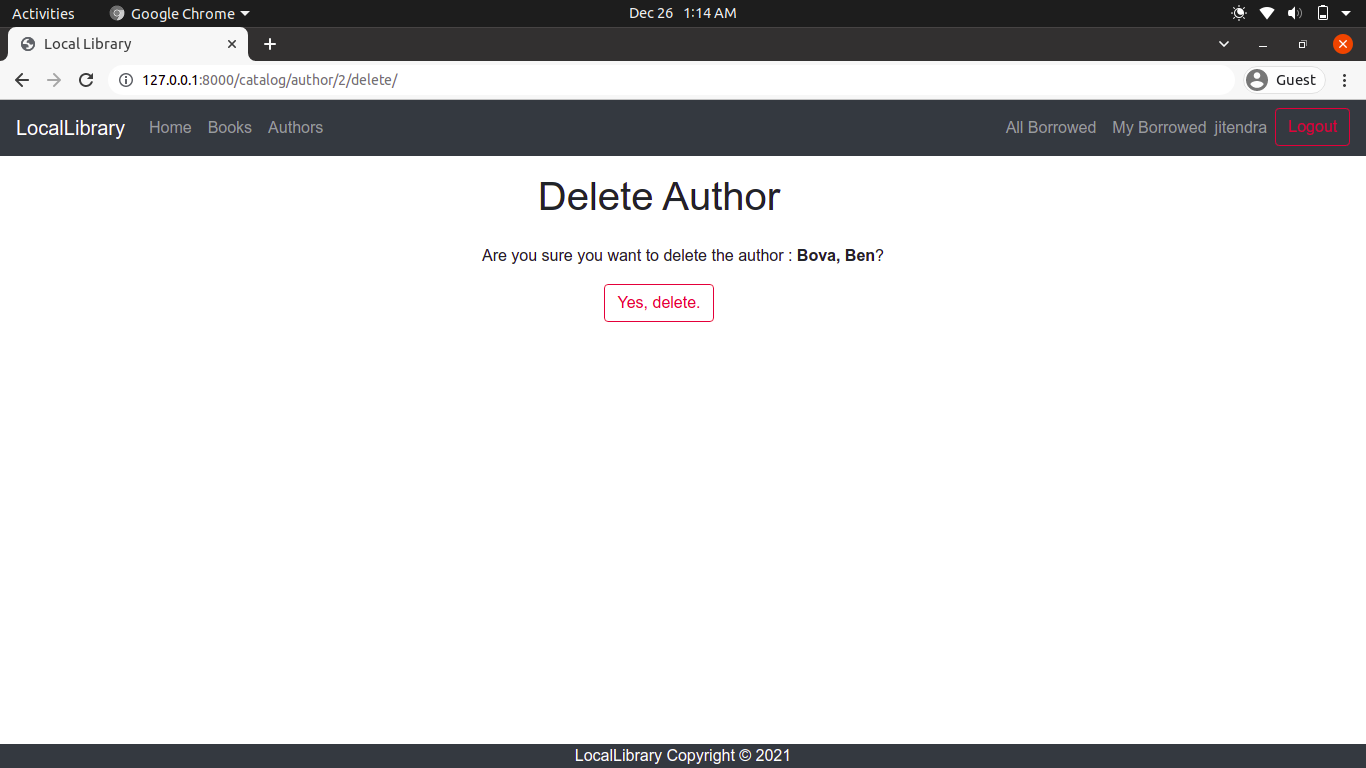 Activities Google Chrome Dec 26 1:14 AM
Local Library
127.0.0.1:8000/catalog/author/2/delete/ Guest
LocalLibrary Home Books Authors All Borrowed My Borrowed jitendra Logout
Delete Author
Are you sure you want to delete the author : Bova, Ben?
Yes, delete.
LocalLibrary Copyright © 2021